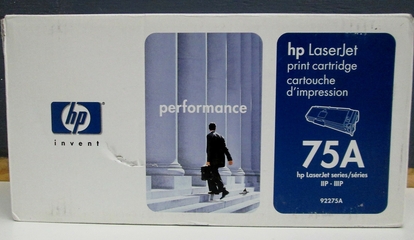 hp
invent
performance
hp LaserJet
print cartridge
cartouche
d'impression
75A
hp LaserJet series/séries
IIP - IIIP
92275A